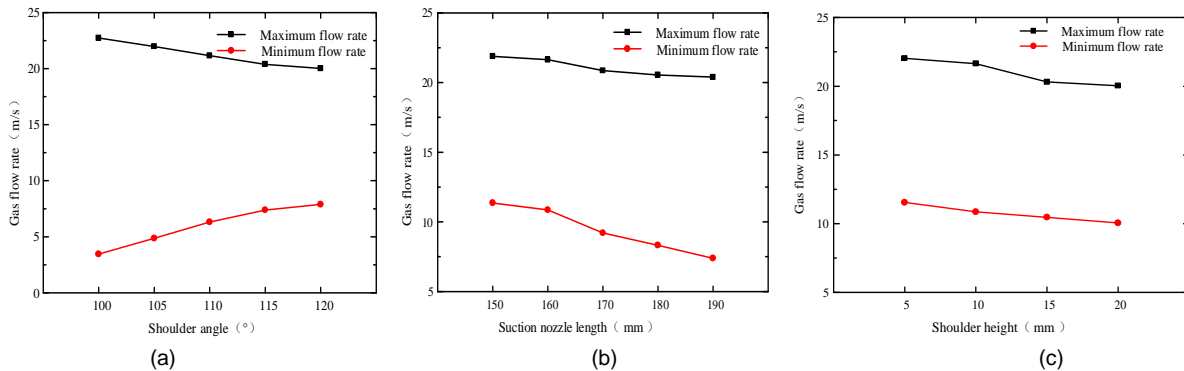 25
20
15
10
5
0
Gas flow rate（ m/s）
Maximum flow rate
Minimum flow rate
100 105 110 115 120
Shoulder angle（°）
(a)
25
20
15
10
5
Gas flow rate（ m/s）
Maximum flow rate
Minimum flow rate
150 160 170 180 190
Suction nozzle length（ mm）
(b)
25
20
15
10
5
Gas flow rate（ m/s）
Maximum flow rate
Minimum flow rate
5 10 15 20
Shoulder height（ mm）
(c)